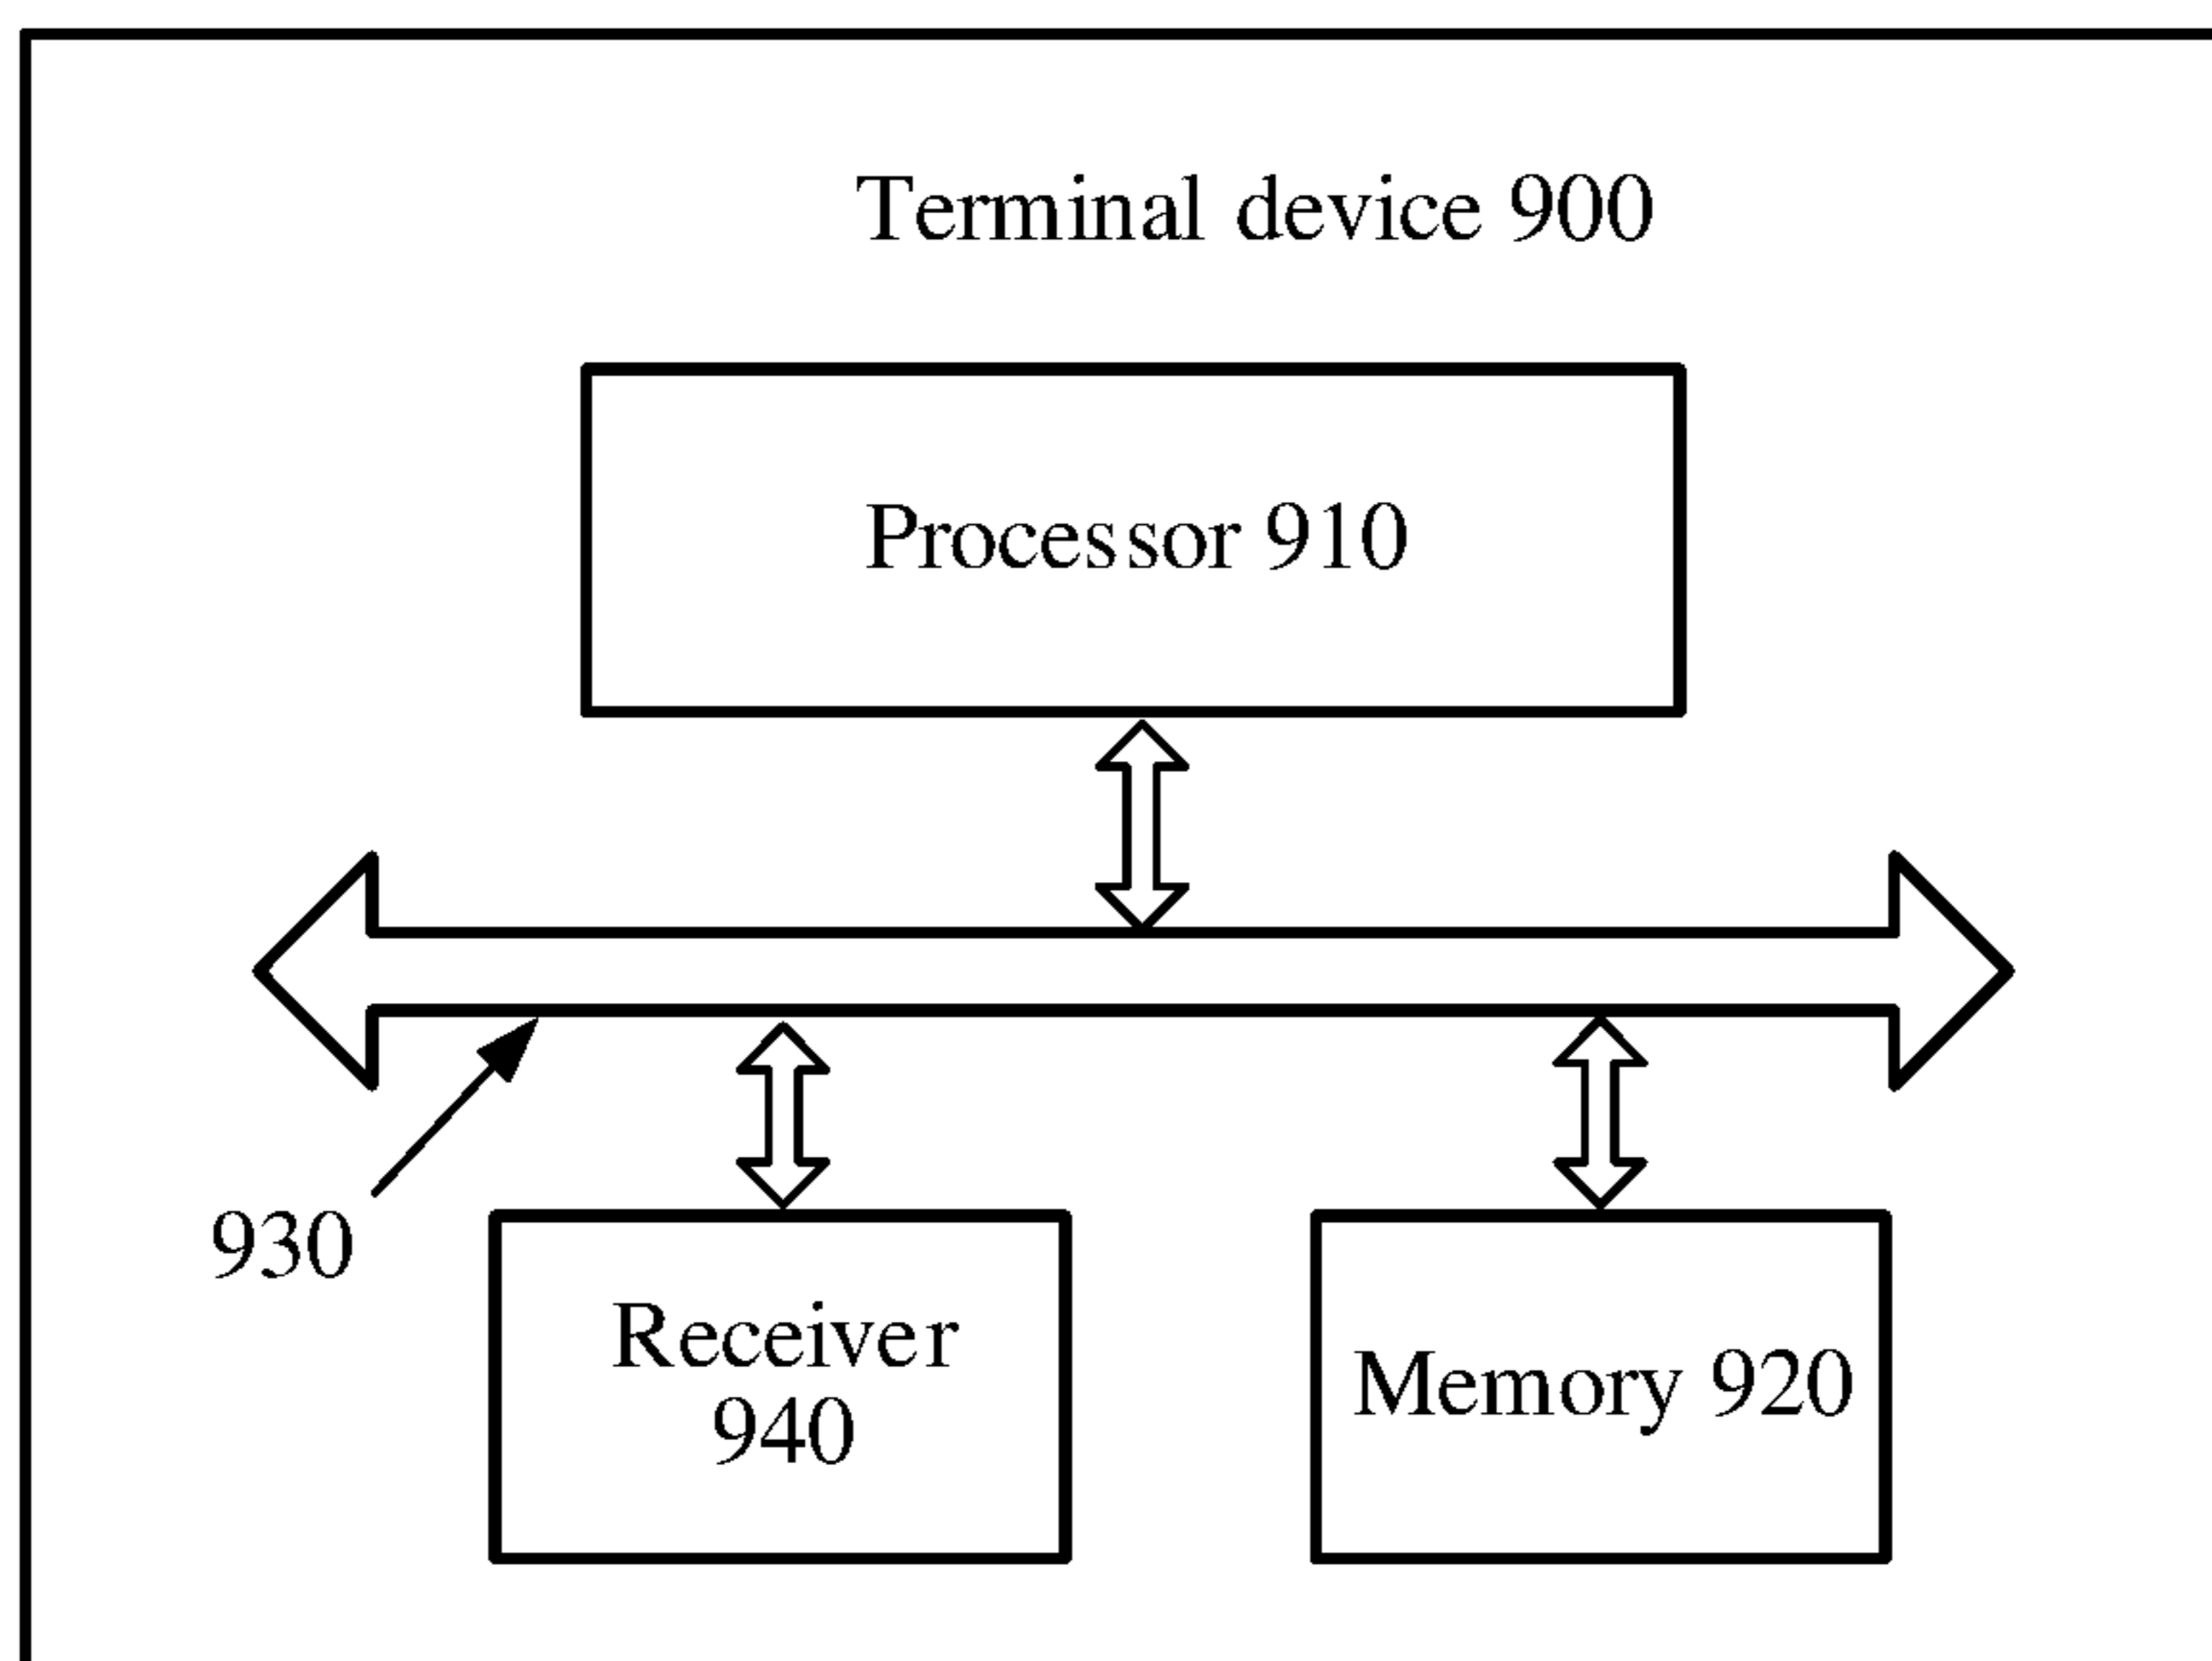 Terminal device 900
Processor 910
930
Receiver
940
Memory 920